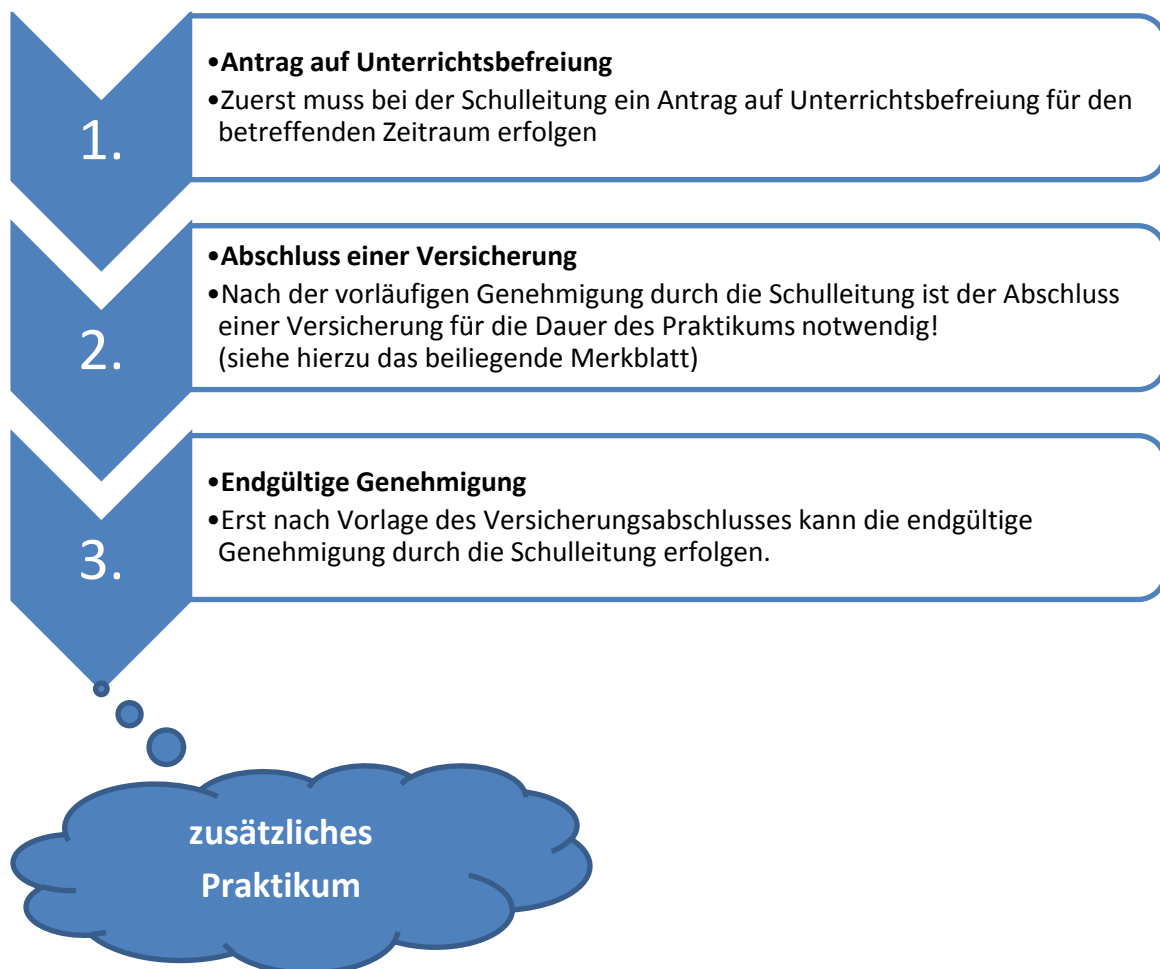 1.
•Antrag auf Unterrichtsbefreiung
•Zuerst muss bei der Schulleitung ein Antrag auf Unterrichtsbefreiung für den
betreffenden Zeitraum erfolgen
2.
•Abschluss einer Versicherung
•Nach der vorläufigen Genehmigung durch die Schulleitung ist der Abschluss
einer Versicherung für die Dauer des Praktikums notwendig!
(siehe hierzu das beiliegende Merkblatt)
3.
•Endgültige Genehmigung
•Erst nach Vorlage des Versicherungsabschlusses kann die endgültige
Genehmigung durch die Schulleitung erfolgen.
zusätzliches
Praktikum